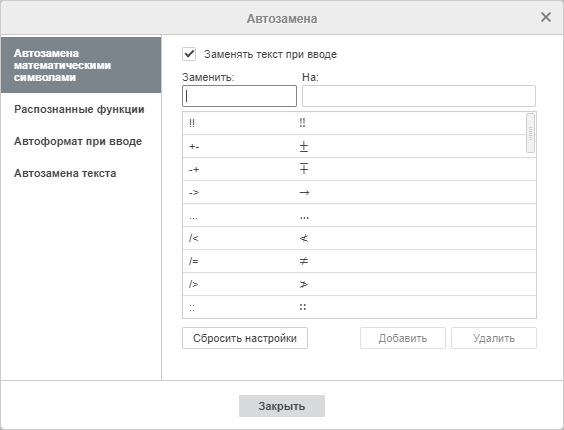 Автозамена
Автозамена
математическими
символами
Распознанные функции
Автоформат при вводе
Автозамена текста
Заменять текст при вводе
Заменить: На:
!! ‼
+- ±
-+ ∓
-> →
... …
/< ≮
/= ≠
/> ≯
:: ∷
Сбросить настройки Добавить Удалить
Закрыть